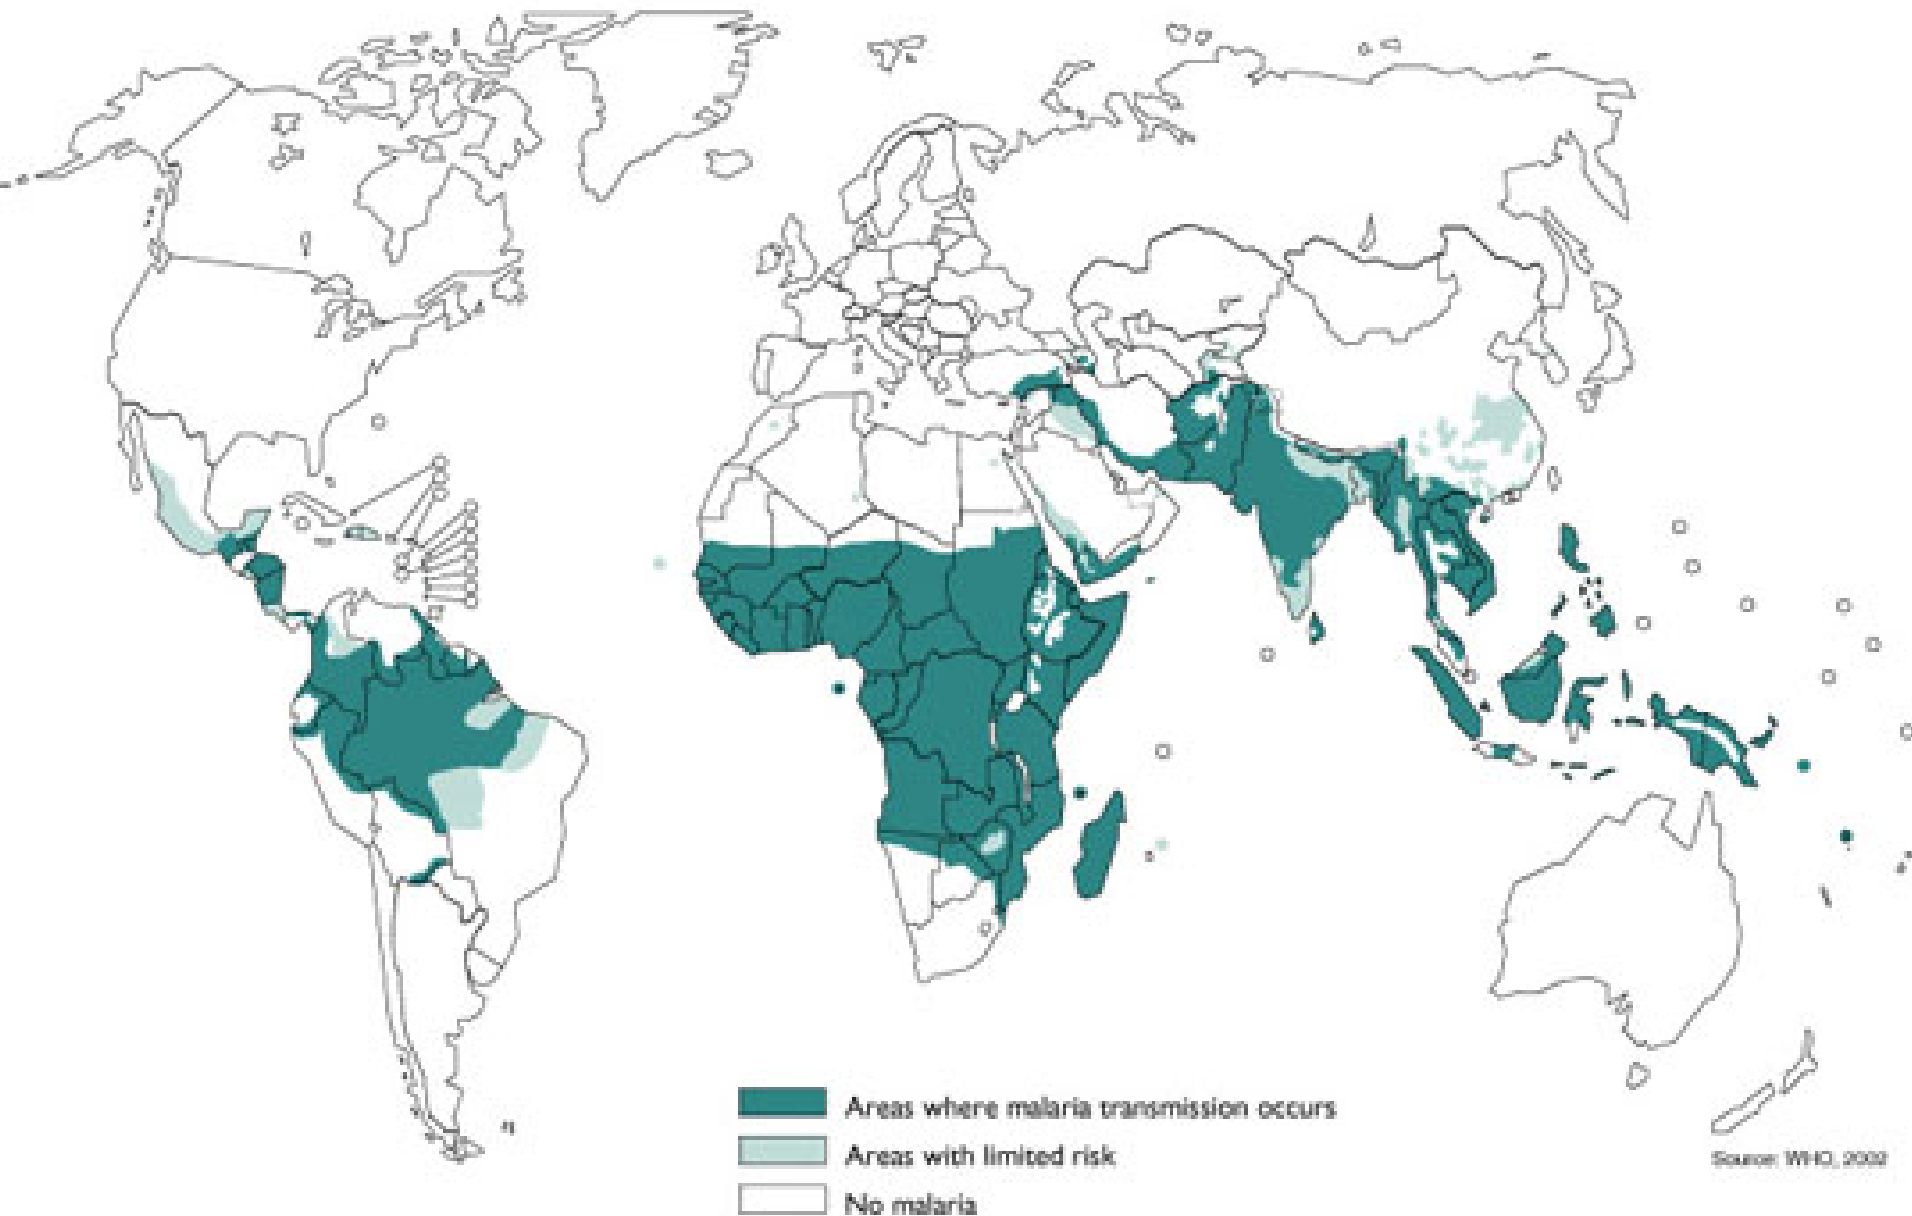 Areas where malaria transmission occurs
Areas with limited risk
No malaria
Source: WHO, 2002